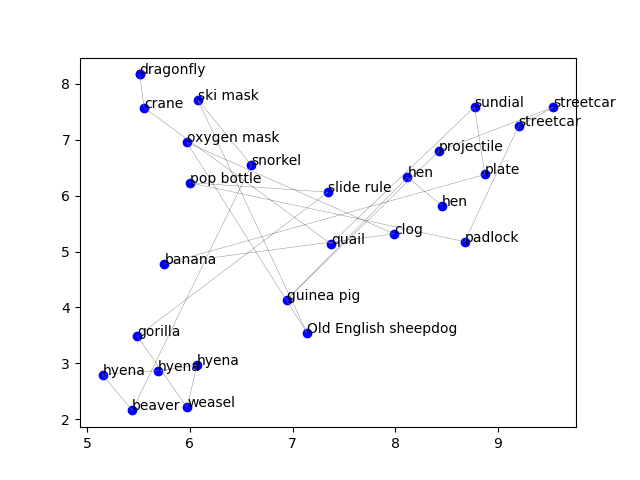 dragonfly
ski mask
crane
sundial
streetcar
streetcar
oxygen mask
projectile
snorkel
hen
plate
pop bottle
slide rule
hen
clog
quail
padlock
banana
guinea pig
Old English sheepdog
gorilla
hyena
hyena
hyena
beaver
weasel
8
7
6
5
4
3
2
5 6 7 8 9